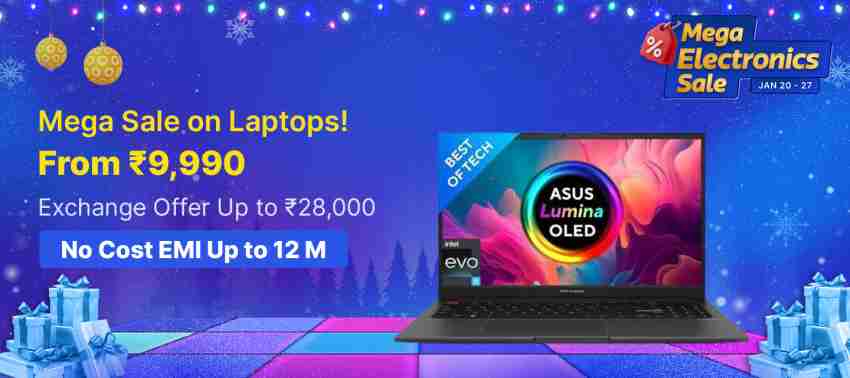 Mega
Electronics
Sale
JAN 20 - 27
Mega Sale on Laptops!
From ₹9,990
Exchange Offer Up to ₹28,000
No Cost EMI Up to 12 M
BEST
OF TECH
ASUS
Lumina
OLED
intel
evo